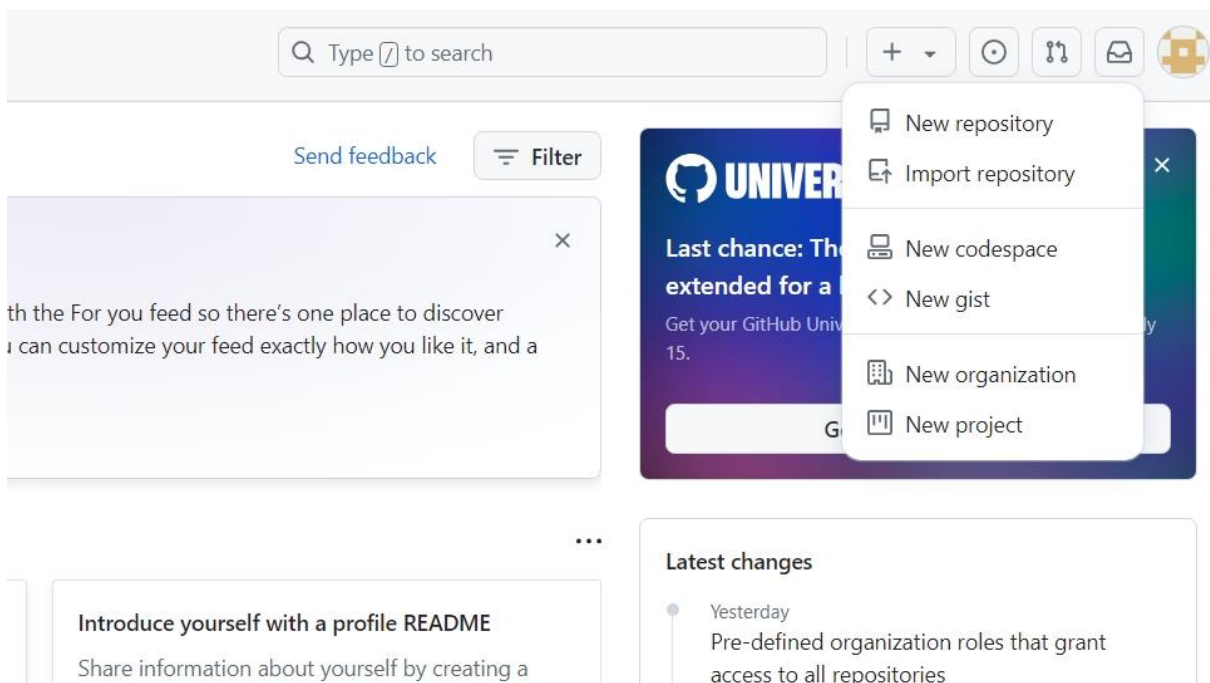 Type / to search
New repository
Import repository
New codespace
New gist
New organization
New project
Send feedback
Filter
th the For you feed so there's one place to discover
can customize your feed exactly how you like it, and a
UNIVER
Last chance: Th
extended for a
Get your GitHub Univ
ly
15.
G
Introduce yourself with a profile README
Share information about yourself by creating a
Latest changes
Yesterday
Pre-defined organization roles that grant
access to all repositories